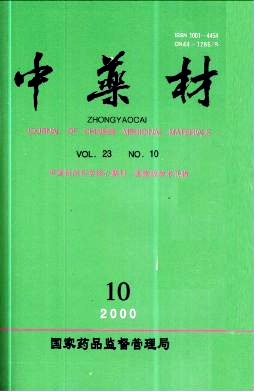 ISSN 1001-4454
CN44-1286/R
中药材
ZHONGYAOCAI
JOURNAL OF CHINESE MEDICINAL MATERIALS
VOL. 23 NO. 10
10
2000
国家药品监督管理局